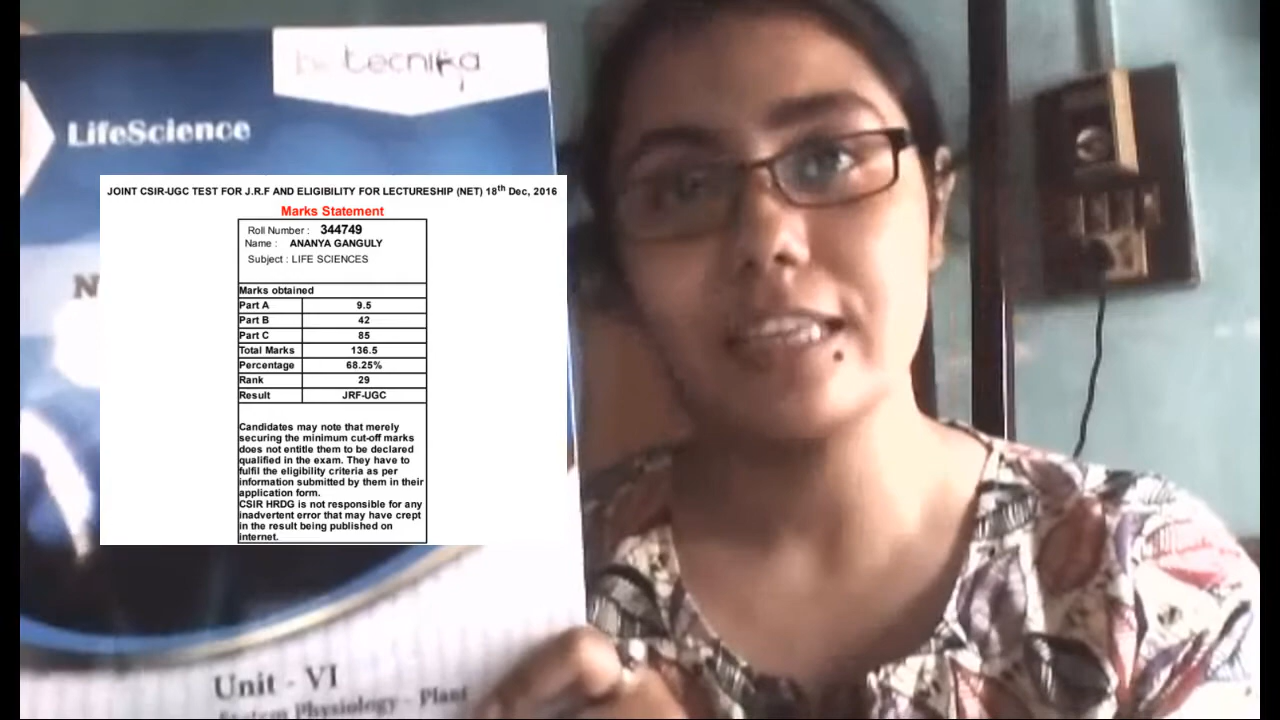 tecnika
LifeScience
JOINT CSIR-UGC TEST FOR J.R.F AND ELIGIBILITY FOR LECTURESHIP (NET) 18th Dec, 2016
Marks Statement
Roll Number : 344749
Name : ANANYA GANGULY
Subject : LIFE SCIENCES
Marks obtained
Part A 9.5
Part B 42
Part C 85
Total Marks 136.5
Percentage 68.25%
Rank 29
Result JRF-UGC
Candidates may note that merely
securing the minimum cut-off marks
does not entitle them to be declared
qualified in the exam. They have to
fulfil the eligibility criteria as per
information submitted by them in their
application form.
CSIR HRDG is not responsible for any
inadvertent error that may have crept
in the result being published on
internet.
Unit - VI
System Physiology - Plant